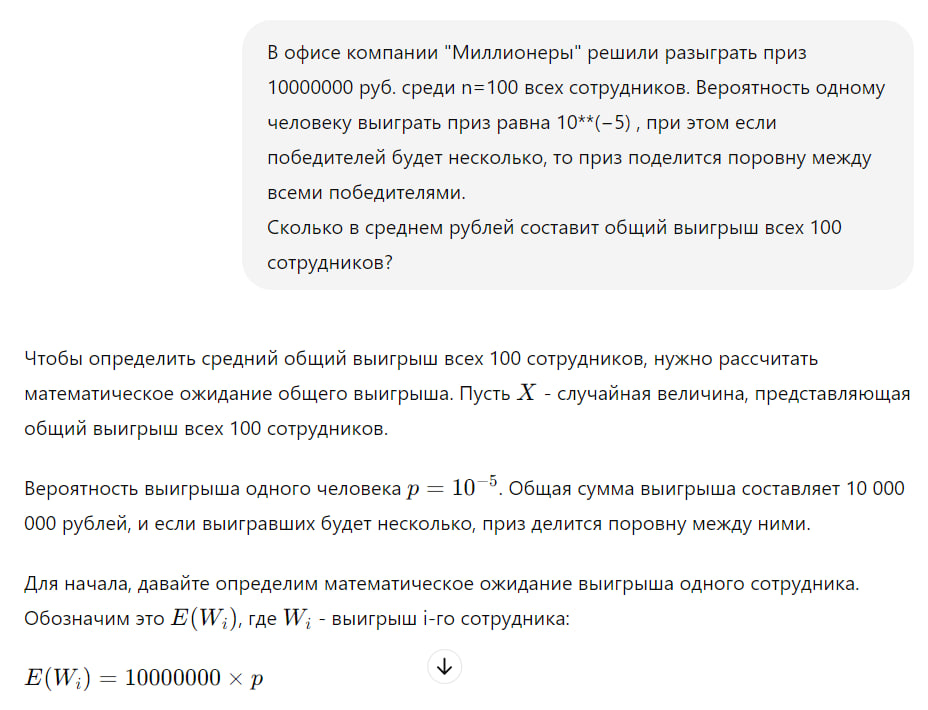 В офисе компании "Миллионеры" решили разыграть приз
10000000 руб. среди n=100 всех сотрудников. Вероятность одному
человеку выиграть приз равна 10**(−5) , при этом если
победителей будет несколько, то приз поделится поровну между
всеми победителями.
Сколько в среднем рублей составит общий выигрыш всех 100
сотрудников?
Чтобы определить средний общий выигрыш всех 100 сотрудников, нужно рассчитать
математическое ожидание общего выигрыша. Пусть X - случайная величина, представляющая
общий выигрыш всех 100 сотрудников.
Вероятность выигрыша одного человека p = 10⁻⁵. Общая сумма выигрыша составляет 10 000
000 рублей, и если выигравших будет несколько, приз делится поровну между ними.
Для начала, давайте определим математическое ожидание выигрыша одного сотрудника.
Обозначим это E(Wᵢ), где Wᵢ - выигрыш i-го сотрудника:
E(Wᵢ) = 10000000 × p